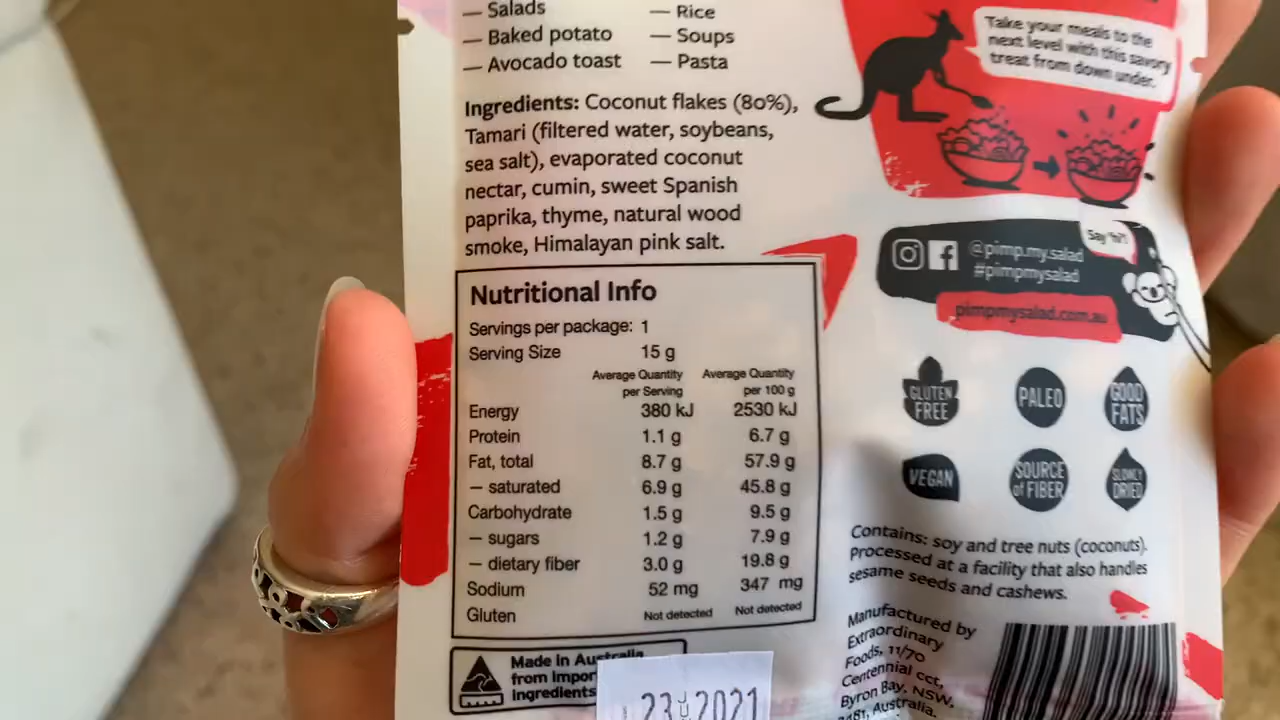 — Salads — Rice
— Baked potato — Soups
— Avocado toast — Pasta
Ingredients: Coconut flakes (80%),
Tamari (filtered water, soybeans,
sea salt), evaporated coconut
nectar, cumin, sweet Spanish
paprika, thyme, natural wood
smoke, Himalayan pink salt.
Nutritional Info
Servings per package: 1
Serving Size 15 g
Average Quantity Average Quantity
per Serving per 100 g
Energy 380 kJ 2530 kJ
Protein 1.1 g 6.7 g
Fat, total 8.7 g 57.9 g
– saturated 6.9 g 45.8 g
Carbohydrate 1.5 g 9.5 g
– sugars 1.2 g 7.9 g
– dietary fiber 3.0 g 19.8 g
Sodium 52 mg 347 mg
Gluten Not detected Not detected
Made in Australia
from impor
ingredients
23 2021
Take your meals to the
next level with this savory
treat from down under.
Say hi!
@pimp.my.salad
#pimpmysalad
pimpmysalad.com.au
GLUTEN
FREE
PALEO
GOOD
FATS
VEGAN
SOURCE
of FIBER
SLOWLY
DRIED
Contains: soy and tree nuts (coconuts).
Processed at a facility that also handles
sesame seeds and cashews.
Manufactured by
Extraordinary
Foods, 11/70
Centennial cct,
Byron Bay, NSW,
2481, Australia.